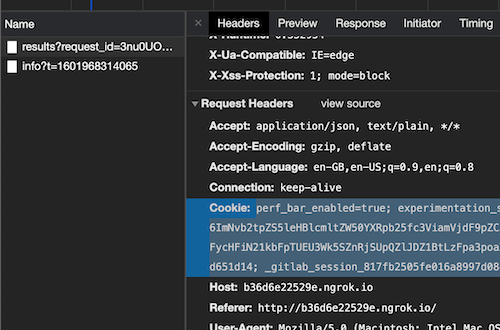 Name
Headers Preview Response Initiator Timing
results?request_id=3nu0UO...
info?t=1601968314065
X-Ua-Compatible: IE=edge
X-Xss-Protection: 1; mode=block
Request Headers view source
Accept: application/json, text/plain, */*
Accept-Encoding: gzip, deflate
Accept-Language: en-GB,en-US;q=0.9,en;q=0.8
Connection: keep-alive
Cookie: perf_bar_enabled=true; experimentation_s
6ImNvb2tpZS5leHBlcmltZW50YXRpb25fc3ViamVjdF9pZC
FycHFiN21kbFpTUEU3Wk5SZnRjSUpQZlJDZ1BtLzFpa3poa
d651d14; _gitlab_session_817fb2505fe016a8997d08
Host: b36d6e22529e.ngrok.io
Referer: http://b36d6e22529e.ngrok.io/
User-Agent: Mozilla/5.0 (Macintosh; Intel Mac OS